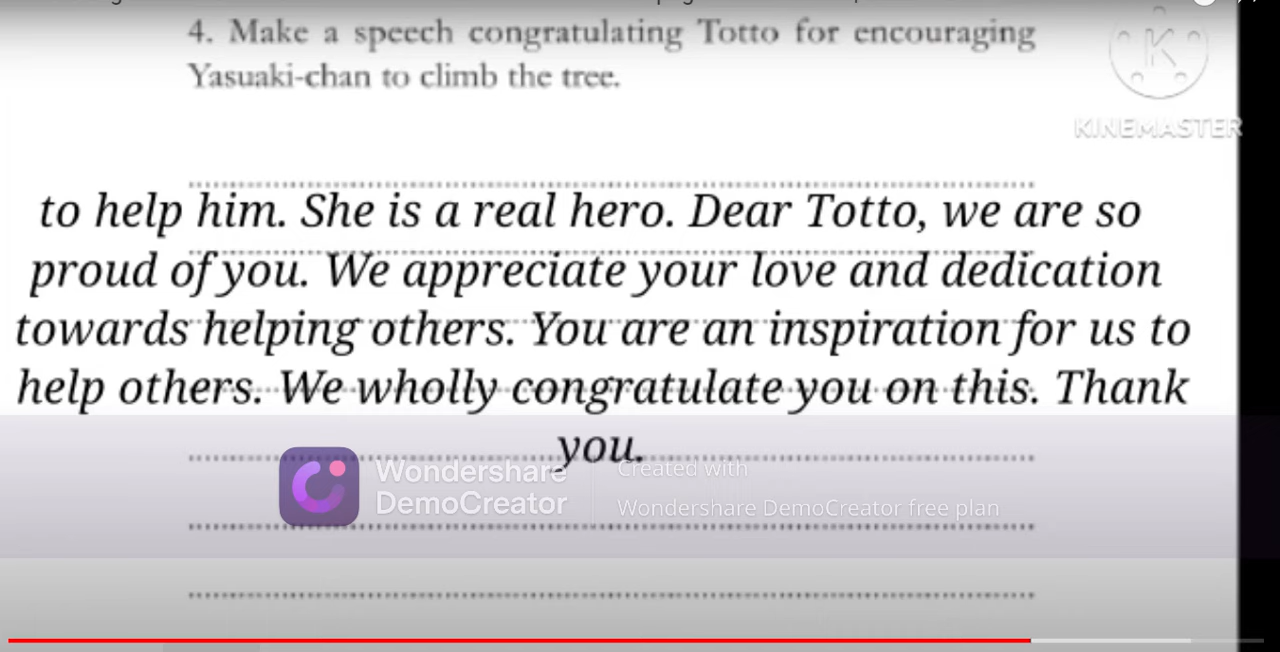 4. Make a speech congratulating Totto for encouraging
Yasuaki-chan to climb the tree.
KINEMASTER
to help him. She is a real hero. Dear Totto, we are so
proud of you. We appreciate your love and dedication
towards helping others. You are an inspiration for us to
help others. We wholly congratulate you on this. Thank
you.
Wondershare
DemoCreator
Created with
Wondershare DemoCreator free plan